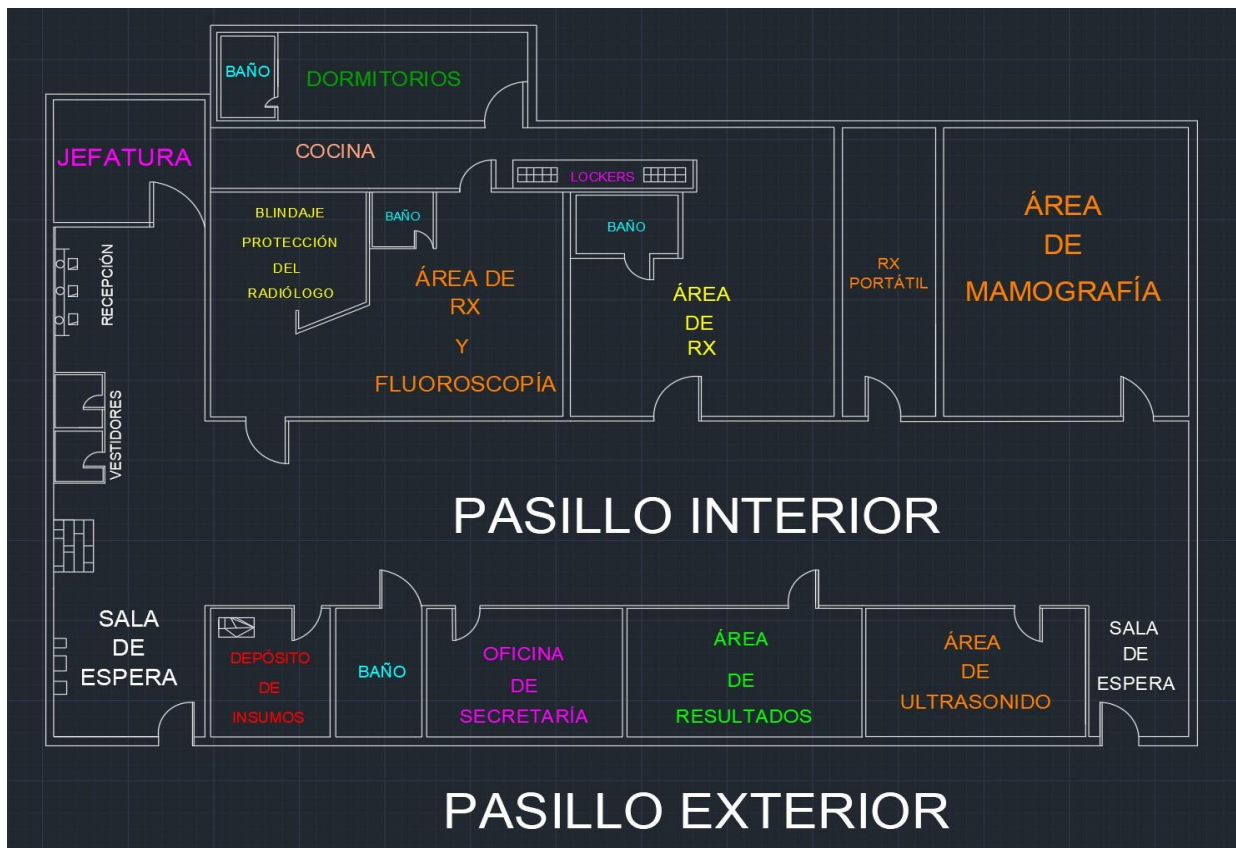 BAÑO
DORMITORIOS
JEFATURA
COCINA
LOCKERS
BLINDAJE
PROTECCIÓN
DEL
RADIÓLOGO
BAÑO
ÁREA DE
RX
Y
FLUOROSCOPÍA
BAÑO
ÁREA
DE
RX
RX
PORTÁTIL
ÁREA
DE
MAMOGRAFÍA
RECEPCIÓN
VESTIDORES
PASILLO INTERIOR
SALA
DE
ESPERA
DEPÓSITO
DE
INSUMOS
BAÑO
OFICINA
DE
SECRETARÍA
ÁREA
DE
RESULTADOS
ÁREA
DE
ULTRASONIDO
SALA
DE
ESPERA
PASILLO EXTERIOR